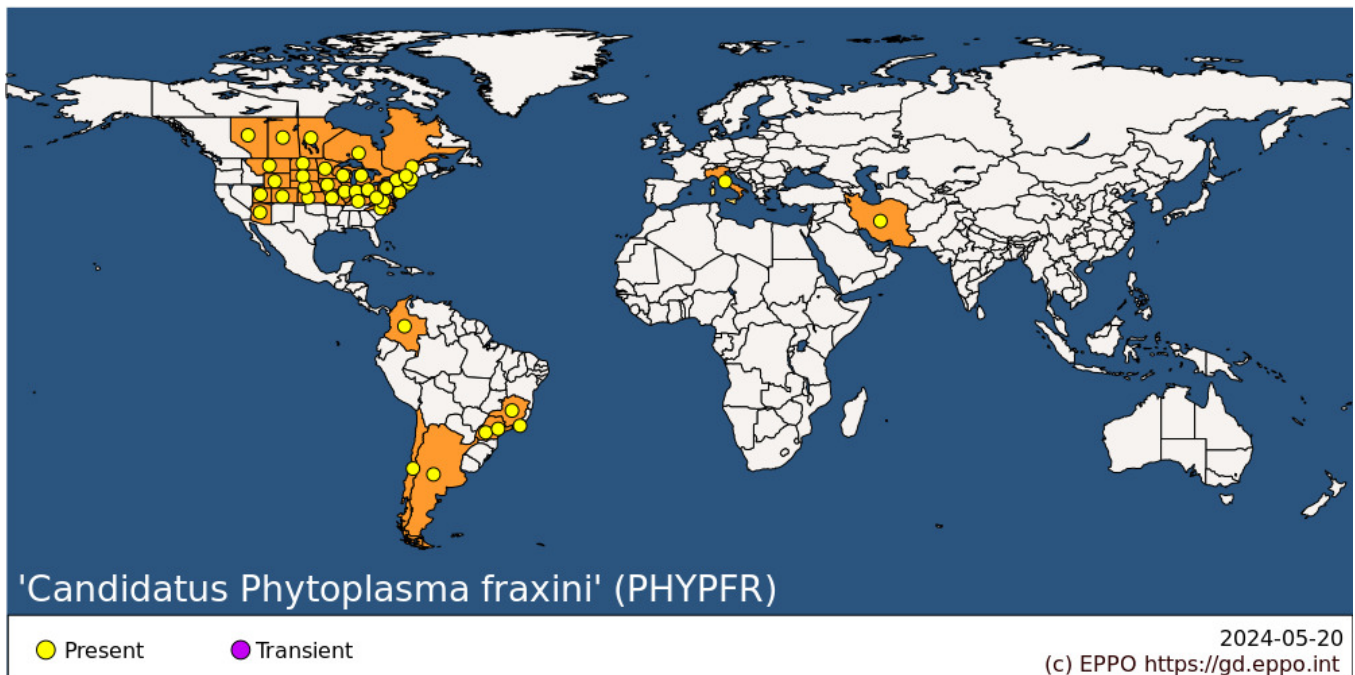 'Candidatus Phytoplasma fraxini' (PHYPFR)
Present
Transient
2024-05-20
(c) EPPO https://gd.eppo.int